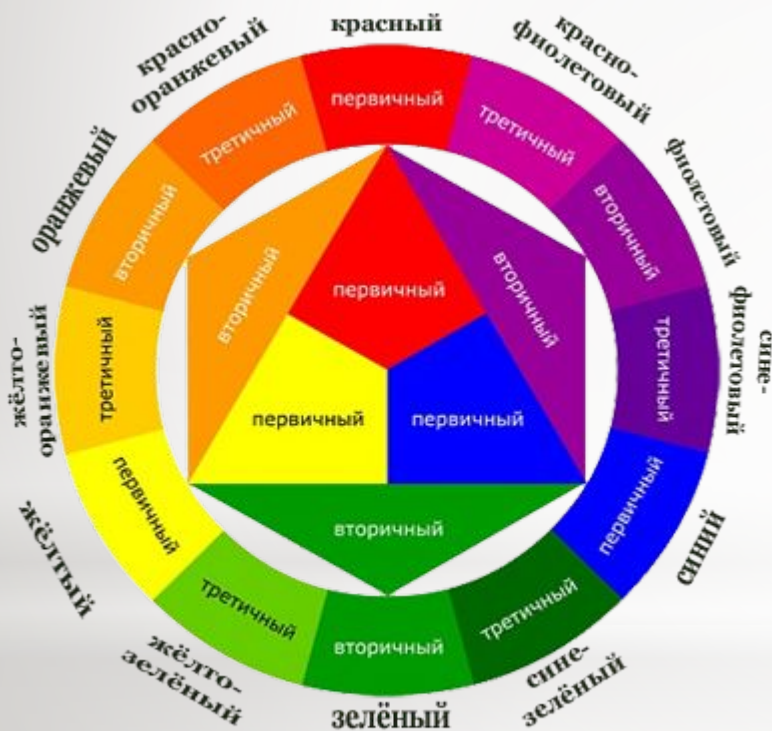 красный
красно-
фиолетовый
фиолетовый
сине-
фиолетовый
синий
сине-
зелёный
зелёный
жёлто-
зелёный
жёлтый
жёлто-
оранжевый
оранжевый
красно-
оранжевый
первичный
третичный
вторичный
третичный
первичный
третичный
вторичный
третичный
первичный
третичный
вторичный
третичный
первичный
вторичный
вторичный
первичный
первичный
вторичный